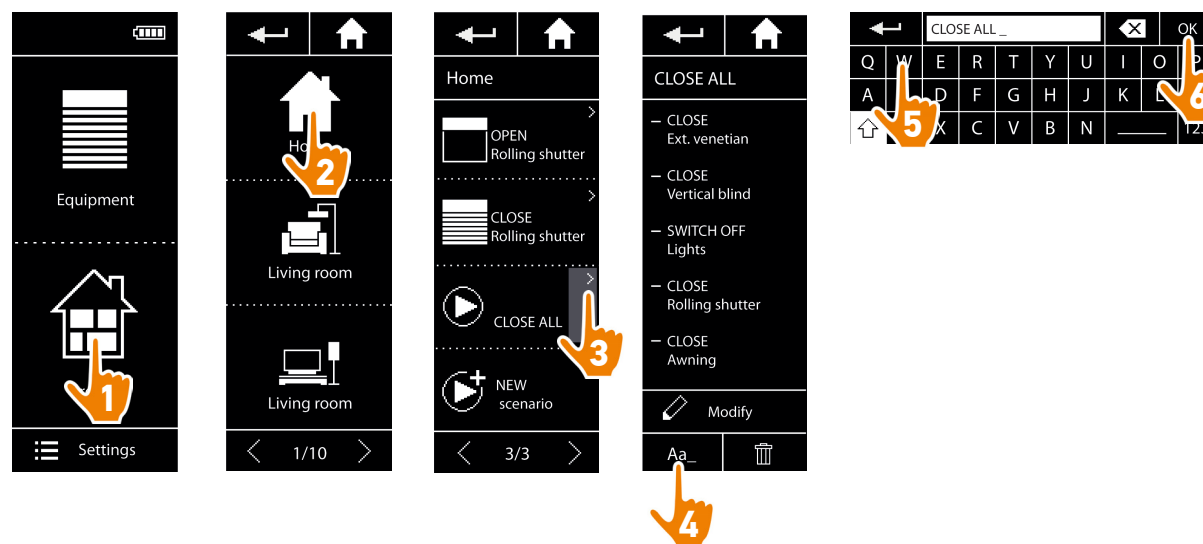 Equipment
1
Settings
Ho
2
Living room
Living room
1/10
Home
OPEN
Rolling shutter
CLOSE
Rolling shutter
CLOSE ALL
3
NEW
scenario
3/3
CLOSE ALL
– CLOSE
Ext. venetian
– CLOSE
Vertical blind
– SWITCH OFF
Lights
– CLOSE
Rolling shutter
– CLOSE
Awning
Modify
Aa_
4
CLOSE ALL _
OK
Q W E R T Y U I O P
A D F G H J K L
X C V B N 12
5
6